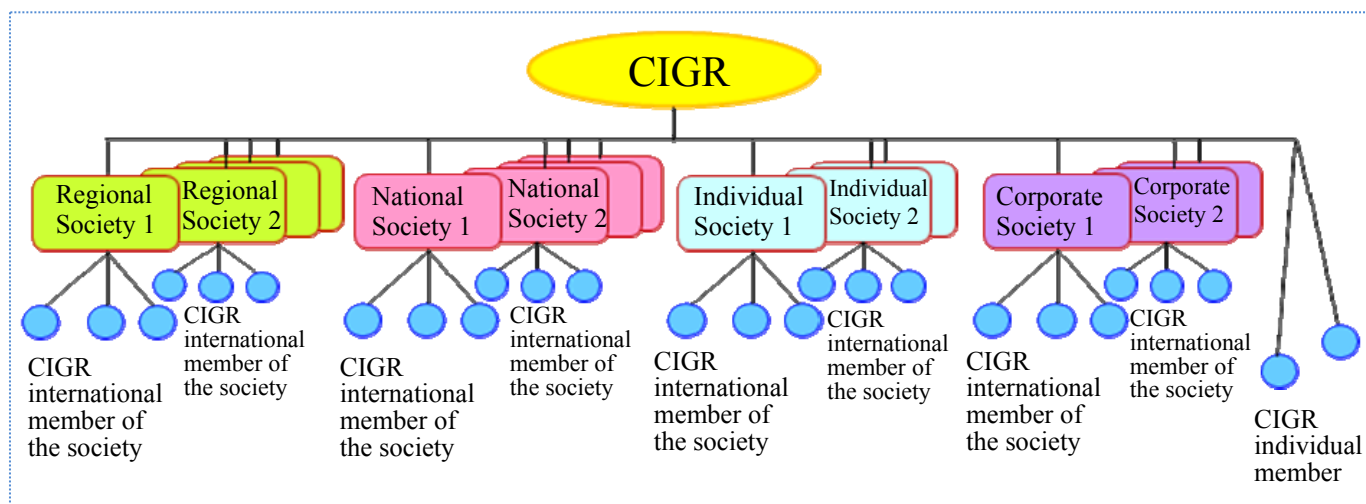 CIGR
Regional
Society 1
Regional
Society 2
National
Society 1
National
Society 2
Individual
Society 1
Individual
Society 2
Corporate
Society 1
Corporate
Society 2
CIGR
international
member of
the society
CIGR
international
member of
the society
CIGR
international
member of
the society
CIGR
international
member of
the society
CIGR
international
member of
the society
CIGR
international
member of
the society
CIGR
international
member of
the society
CIGR
international
member of
the society
CIGR
individual
member